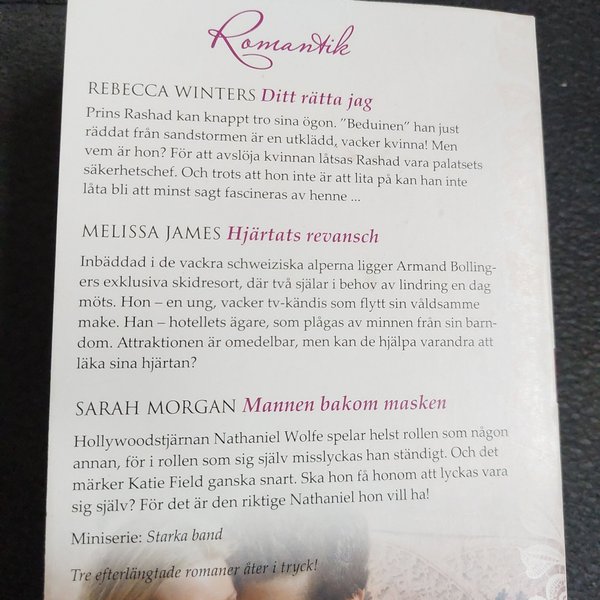 Romantik
REBECCA WINTERS Ditt rätta jag
Prins Rashad kan knappt tro sina ögon. ”Beduinen” han just
räddat från sandstormen är en utklädd, vacker kvinna! Men
vem är hon? För att avslöja kvinnan låtsas Rashad vara palatsets
säkerhetschef. Och trots att hon inte är att lita på kan han inte
låta bli att minst sagt fascineras av henne ...
MELISSA JAMES Hjärtats revansch
Inbäddad i de vackra schweiziska alperna ligger Armand Bolling-
ers exklusiva skidresort, där två själar i behov av lindring en dag
möts. Hon – en ung, vacker tv-kändis som flytt sin våldsamme
make. Han – hotellets ägare, som plågas av minnen från sin barn-
dom. Attraktionen är omedelbar, men kan de hjälpa varandra att
läka sina hjärtan?
SARAH MORGAN Mannen bakom masken
Hollywoodstjärnan Nathaniel Wolfe spelar helst rollen som någon
annan, för i rollen som sig själv misslyckas han ständigt. Och det
märker Katie Field ganska snart. Ska hon få honom att lyckas vara
sig själv? För det är den riktige Nathaniel hon vill ha!
Miniserie: Starka band
Tre efterlängtade romaner åter i tryck!